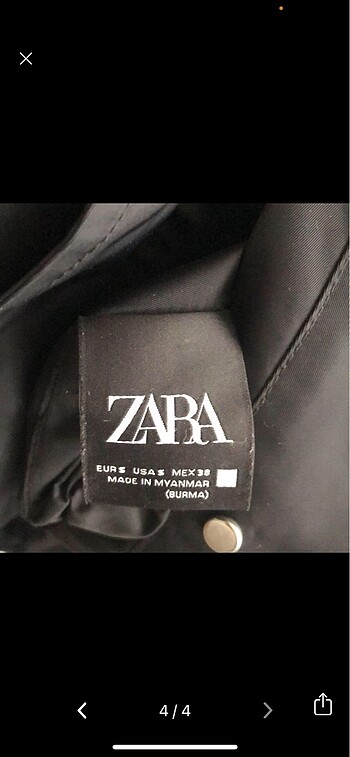 ZARA
EUR S USA S MEX 38
MADE IN MYANMAR
(BURMA)
4 / 4